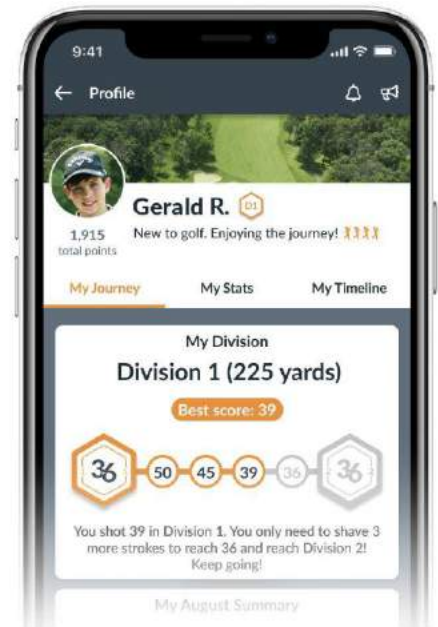 9:41
Profile
Gerald R. D1
1,915
total points
New to golf. Enjoying the journey!
My Journey My Stats My Timeline
My Division
Division 1 (225 yards)
Best score: 39
36 50 45 39 36 36
You shot 39 in Division 1. You only need to shave 3
more strokes to reach 36 and reach Division 2!
Keep going!
My August Summary